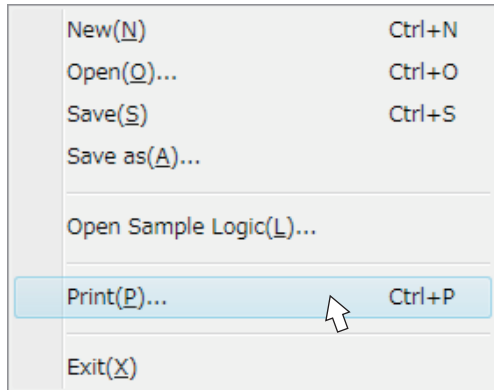 New(N) Ctrl+N
Open(O)... Ctrl+O
Save(S) Ctrl+S
Save as(A)...
Open Sample Logic(L)...
Print(P)... Ctrl+P
Exit(X)